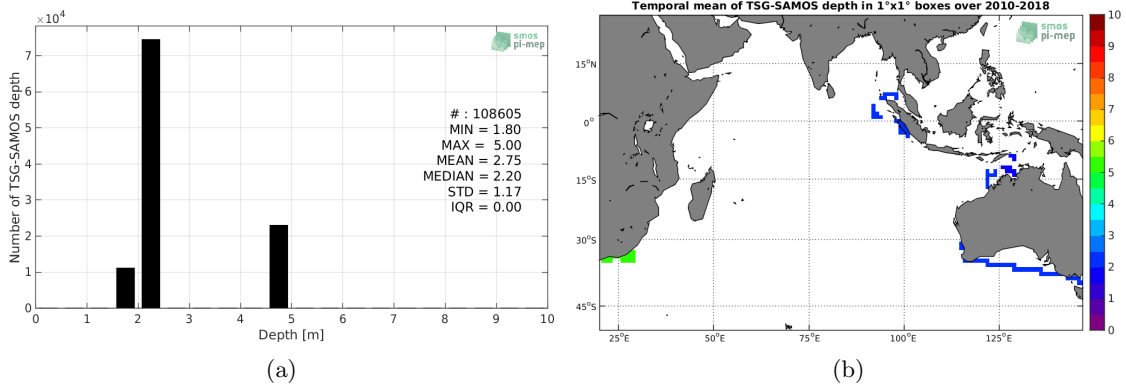 ×10⁴
7
6
5
4
3
2
1
0
Number of TSG-SAMOS depth
smos
pi-mep
# : 108605
MIN = 1.80
MAX = 5.00
MEAN = 2.75
MEDIAN = 2.20
STD = 1.17
IQR = 0.00
0 1 2 3 4 5 6 7 8 9 10
Depth [m]
(a)
Temporal mean of TSG-SAMOS depth in 1°x1° boxes over 2010-2018
smos
pi-mep
15°N
0°
15°S
30°S
45°S
25°E 50°E 75°E 100°E 125°E
10
9
8
7
6
5
4
3
2
1
0
(b)